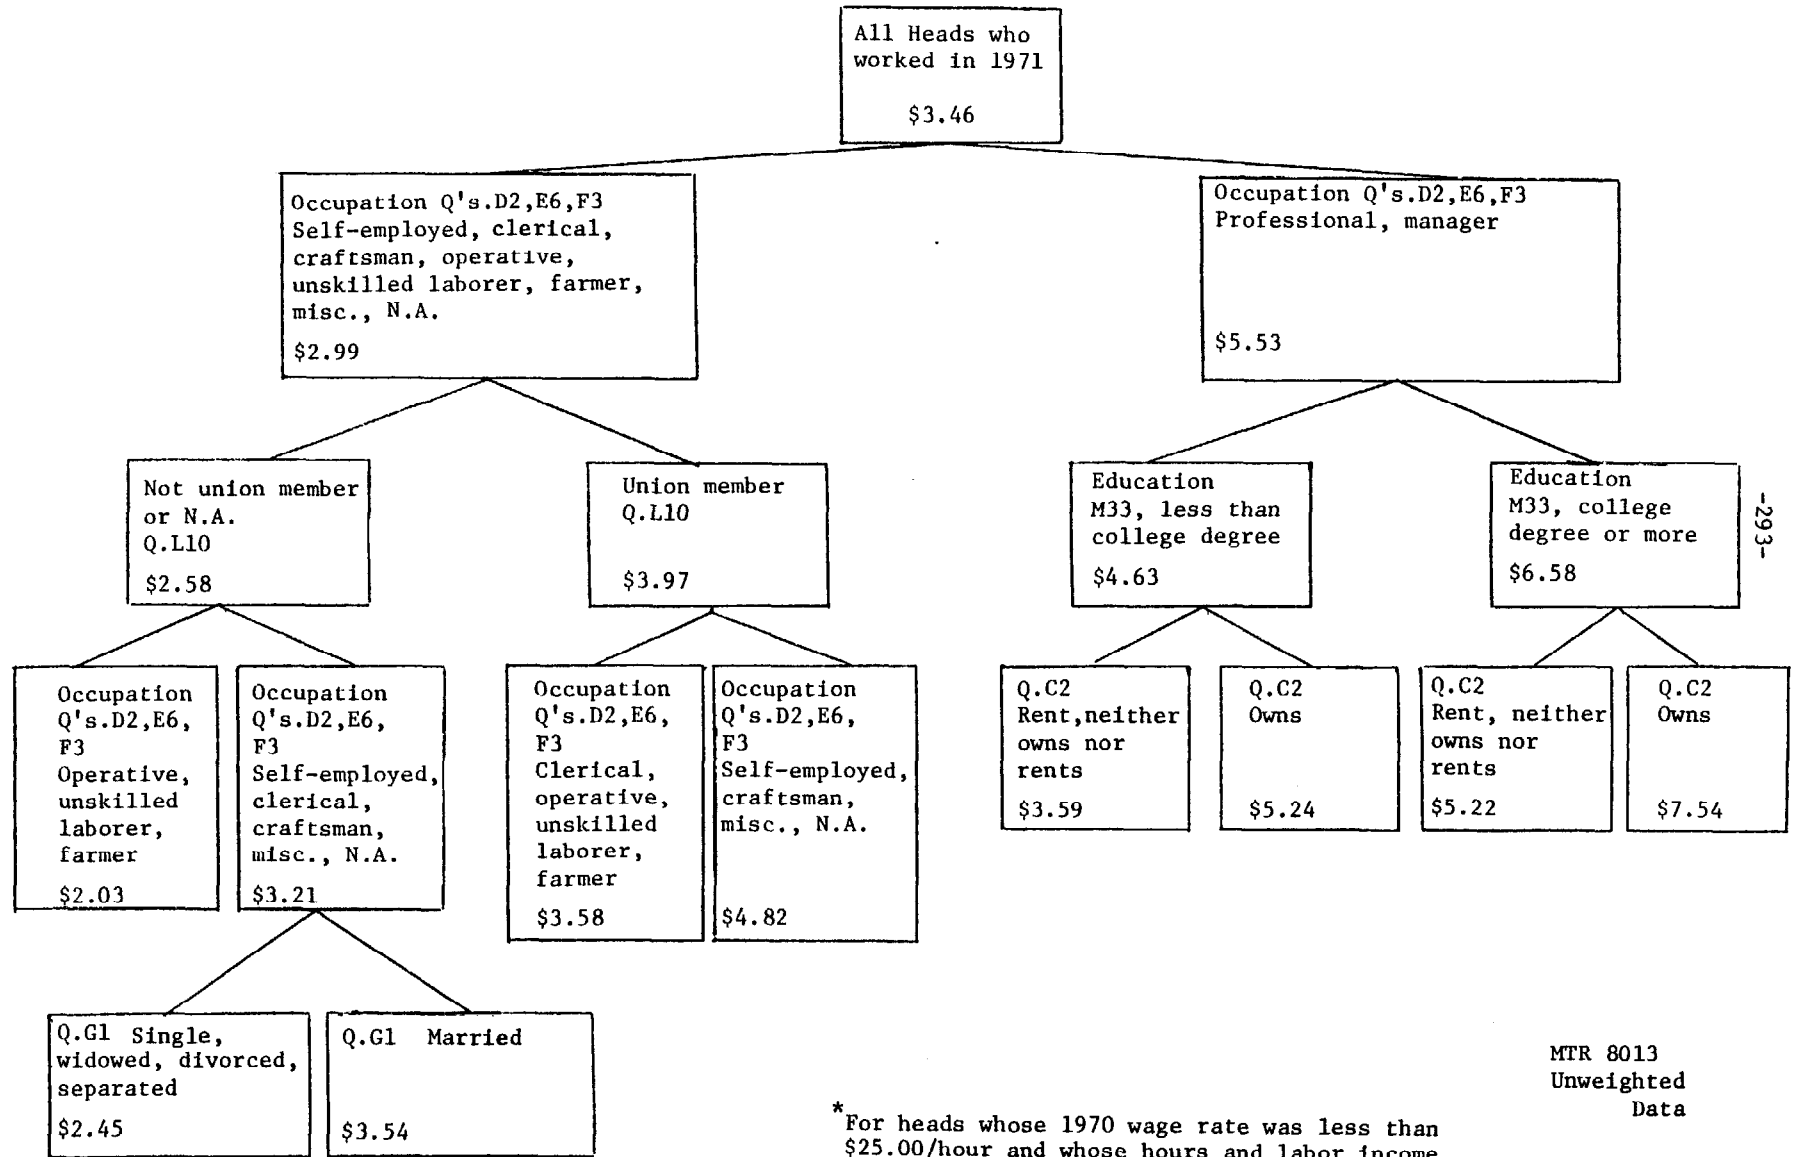 All Heads who
worked in 1971
$3.46
Occupation Q's.D2,E6,F3
Self-employed, clerical,
craftsman, operative,
unskilled laborer, farmer,
misc., N.A.
$2.99
Occupation Q's.D2,E6,F3
Professional, manager
$5.53
Not union member
or N.A.
Q.L10
$2.58
Union member
Q.L10
$3.97
Education
M33, less than
college degree
$4.63
Education
M33, college
degree or more
$6.58
-293-
Occupation
Q's.D2,E6,
F3
Operative,
unskilled
laborer,
farmer
$2.03
Occupation
Q's.D2,E6,
F3
Self-employed,
clerical,
craftsman,
misc., N.A.
$3.21
Occupation
Q's.D2,E6,
F3
Clerical,
operative,
unskilled
laborer,
farmer
$3.58
Occupation
Q's.D2,E6,
F3
Self-employed,
craftsman,
misc., N.A.
$4.82
Q.C2
Rent,neither
owns nor
rents
$3.59
Q.C2
Owns
$5.24
Q.C2
Rent, neither
owns nor
rents
$5.22
Q.C2
Owns
$7.54
Q.G1 Single,
widowed, divorced,
separated
$2.45
Q.G1 Married
$3.54
*For heads whose 1970 wage rate was less than
$25.00/hour and whose hours and labor income
MTR 8013
Unweighted
Data